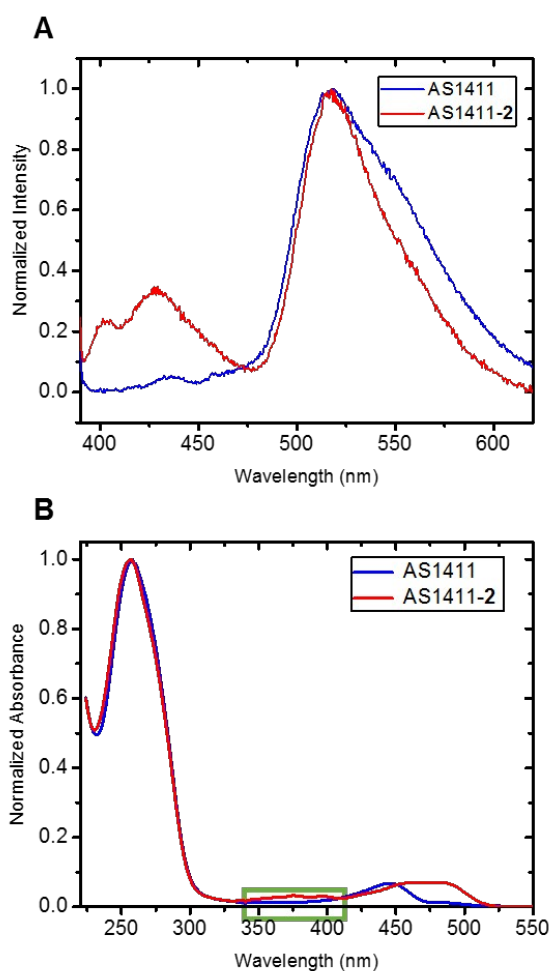 A
Normalized Intensity
1.0
0.8
0.6
0.4
0.2
0.0
AS1411
AS1411-2
400 450 500 550 600
Wavelength (nm)
B
Normalized Absorbance
1.0
0.8
0.6
0.4
0.2
0.0
AS1411
AS1411-2
250 300 350 400 450 500 550
Wavelength (nm)